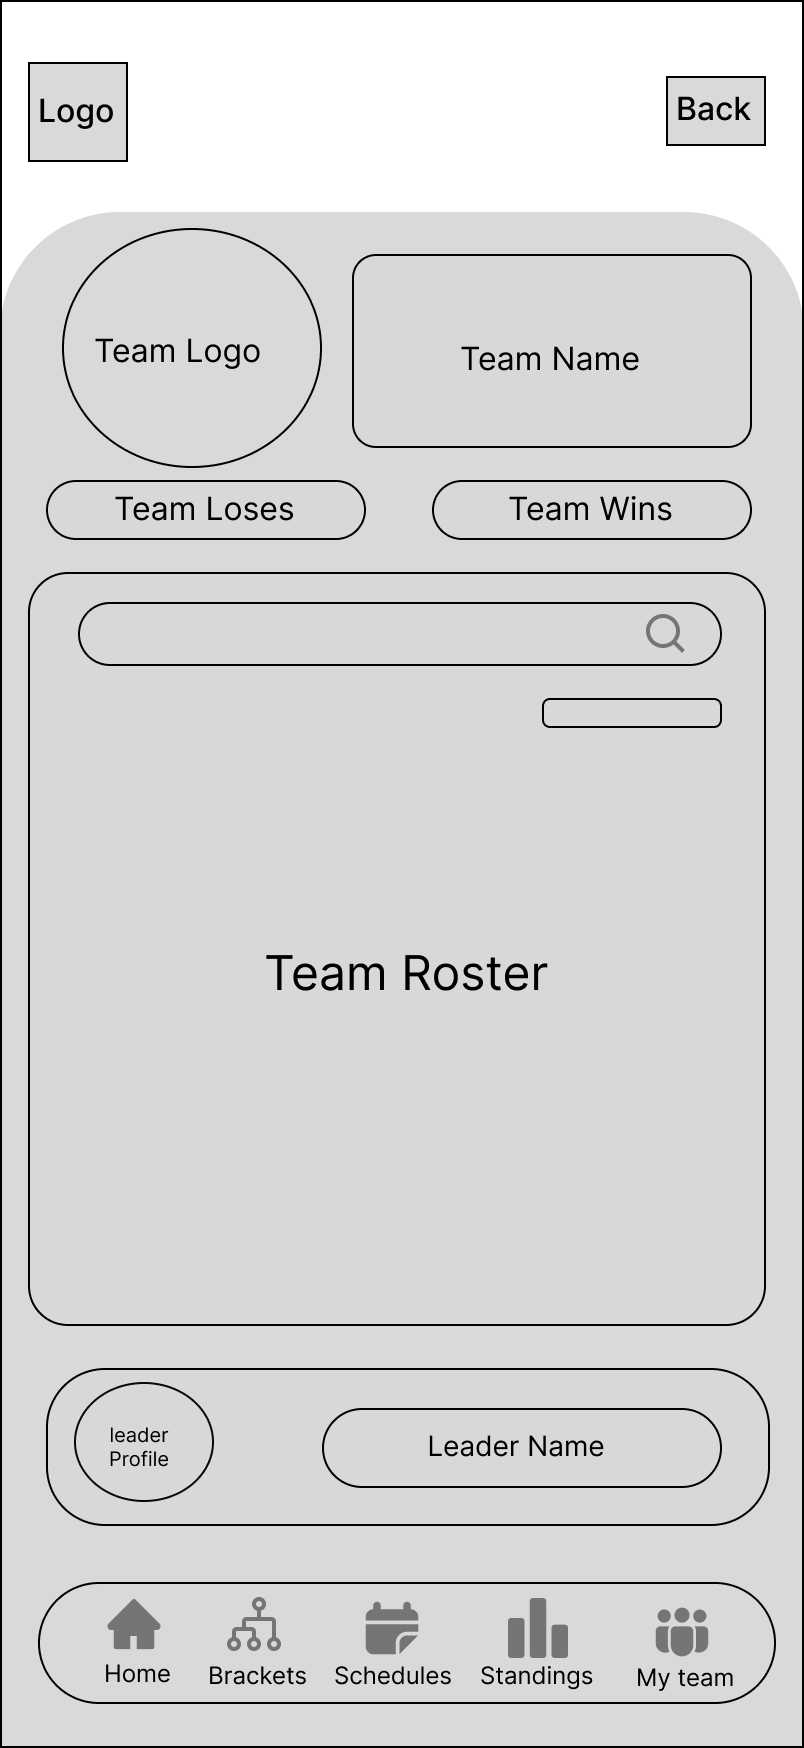 Logo
Back
Team Logo
Team Name
Team Loses
Team Wins
Team Roster
leader
Profile
Leader Name
Home
Brackets
Schedules
Standings
My team